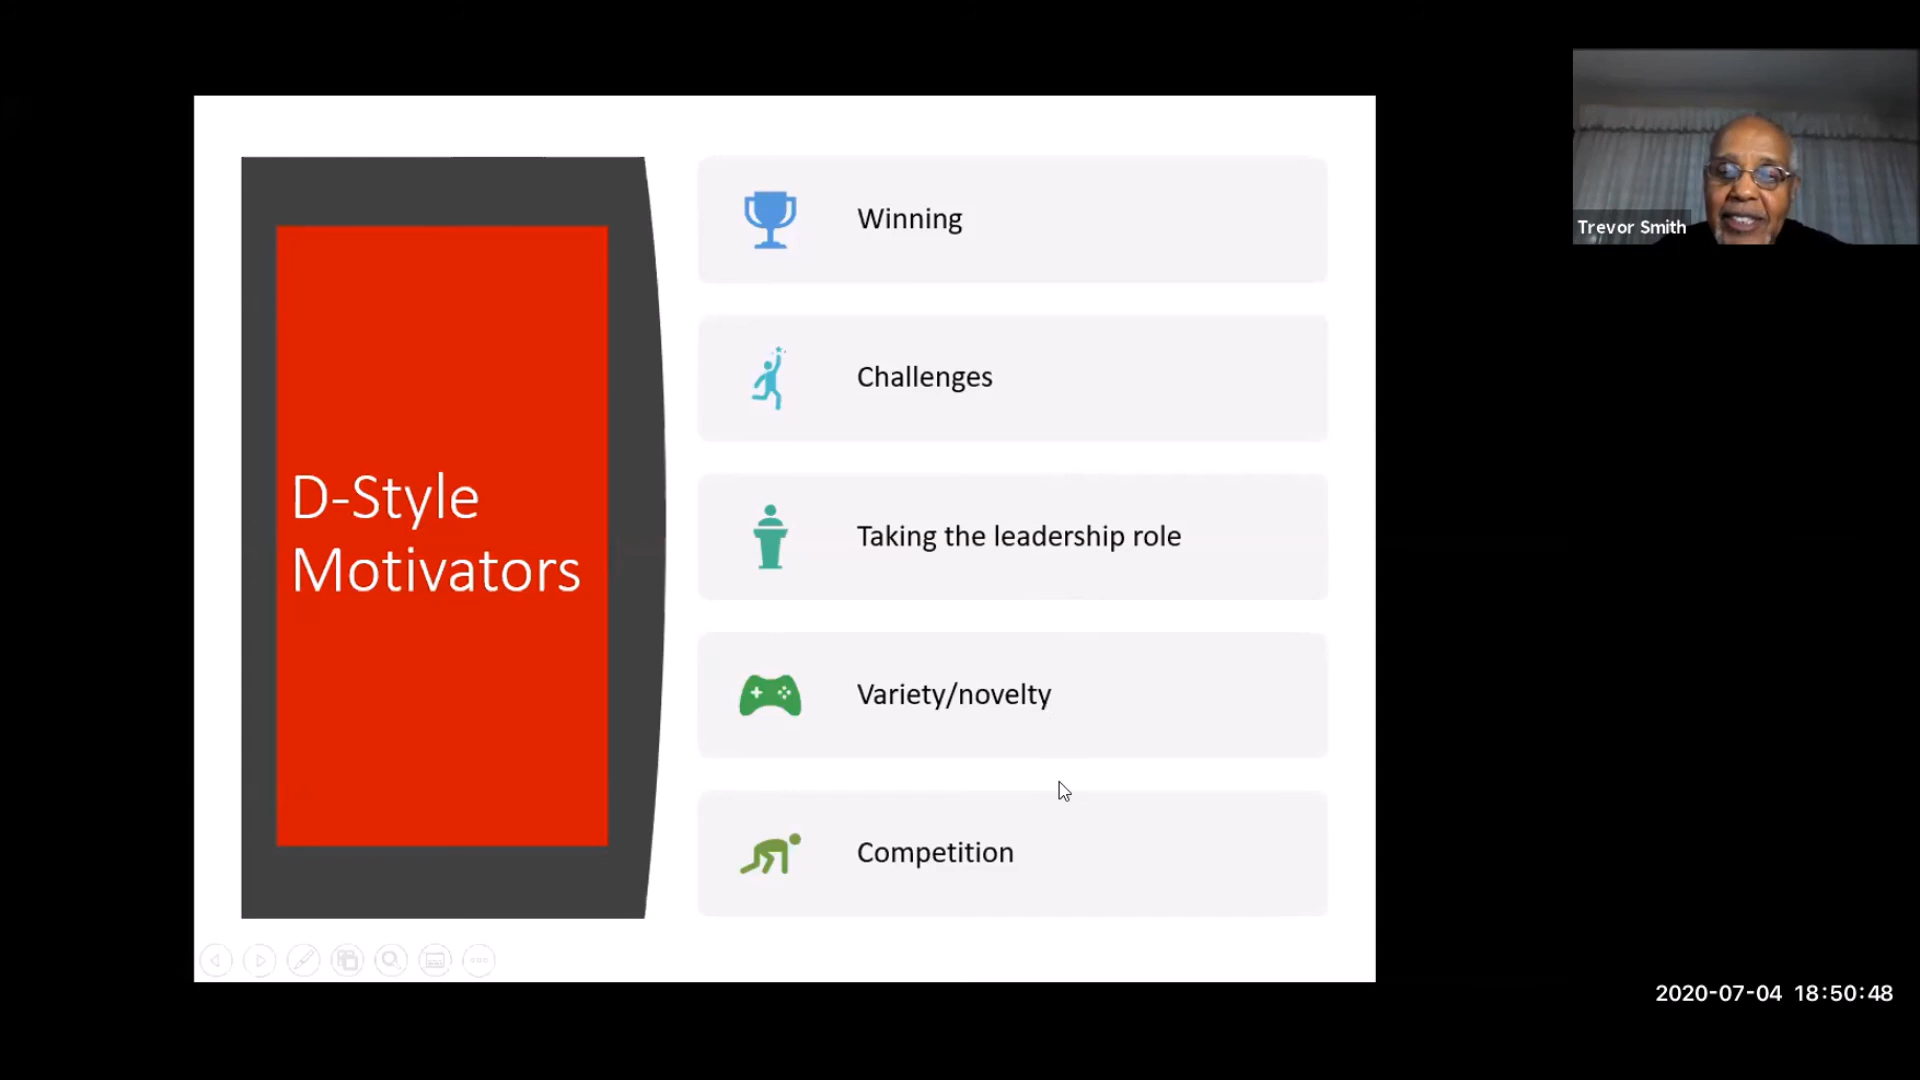 Trevor Smith
D-Style
Motivators
Winning
Challenges
Taking the leadership role
Variety/novelty
Competition
2020-07-04 18:50:48